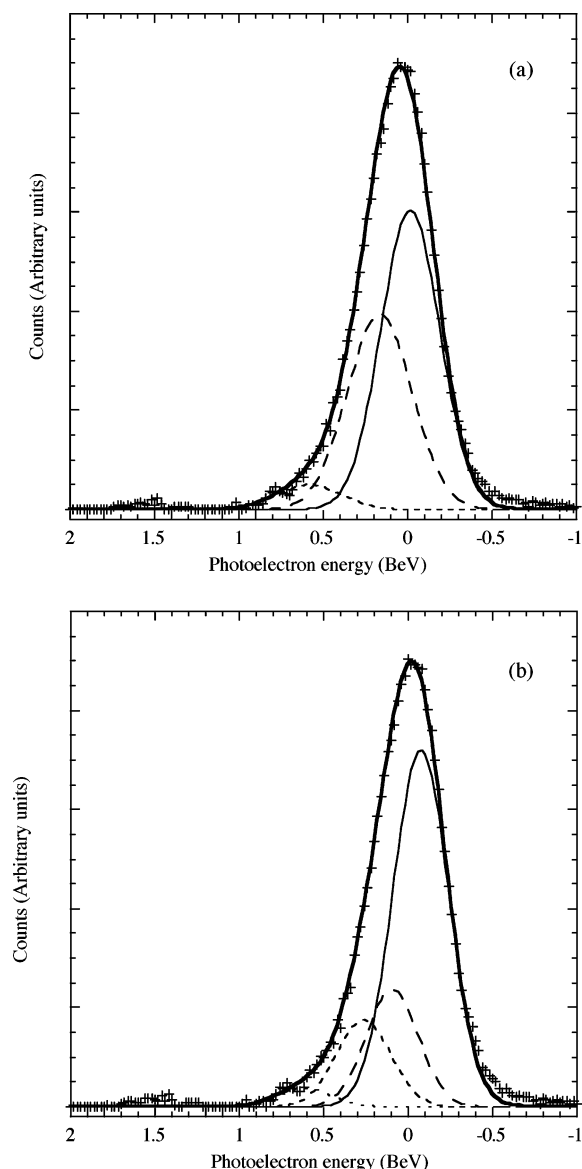 (a)
Counts (Arbitrary units)
2 1.5 1 0.5 0 -0.5 -1
Photoelectron energy (BeV)
(b)
Counts (Arbitrary units)
2 1.5 1 0.5 0 -0.5 -1
Photoelectron energy (BeV)